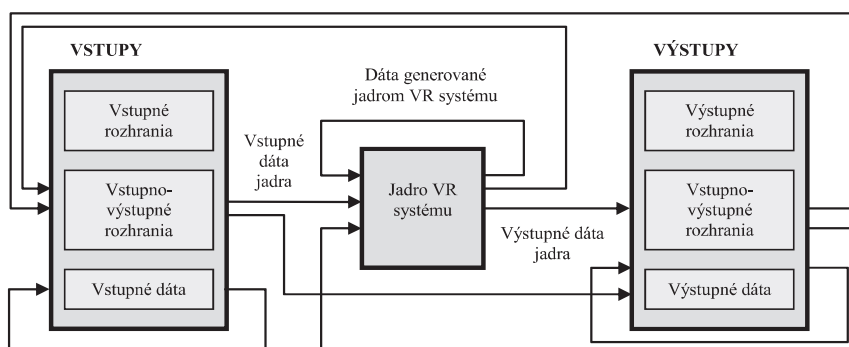 VSTUPY
Vstupné
rozhrania
Vstupno-
výstupné
rozhrania
Vstupné dáta
Vstupné
dáta
jadra
Dáta generované
jadrom VR systému
Jadro VR
systému
Výstupné dáta
jadra
VÝSTUPY
Výstupné
rozhrania
Vstupno-
výstupné
rozhrania
Výstupné dáta